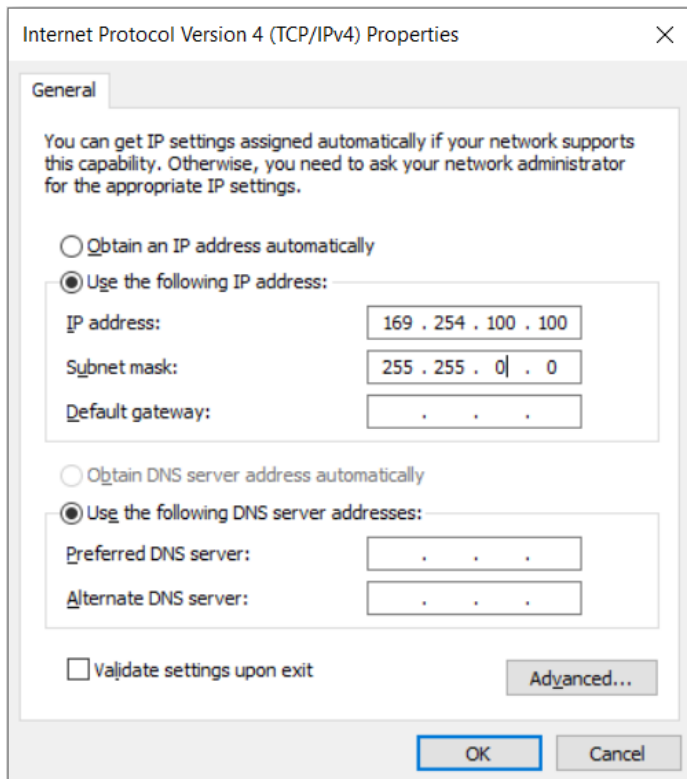 Internet Protocol Version 4 (TCP/IPv4) Properties
General
You can get IP settings assigned automatically if your network supports
this capability. Otherwise, you need to ask your network administrator
for the appropriate IP settings.
Obtain an IP address automatically
Use the following IP address:
IP address: 169 . 254 . 100 . 100
Subnet mask: 255 . 255 . 0 . 0
Default gateway: . . .
Obtain DNS server address automatically
Use the following DNS server addresses:
Preferred DNS server: . . .
Alternate DNS server: . . .
Validate settings upon exit
Advanced...
OK Cancel